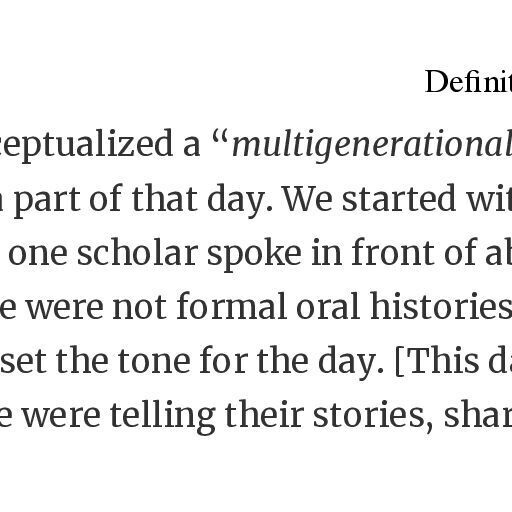 Definit
ceptualized a “multigenerational
a part of that day. We started wit
one scholar spoke in front of ab
e were not formal oral histories
set the tone for the day. [This da
e were telling their stories, shar